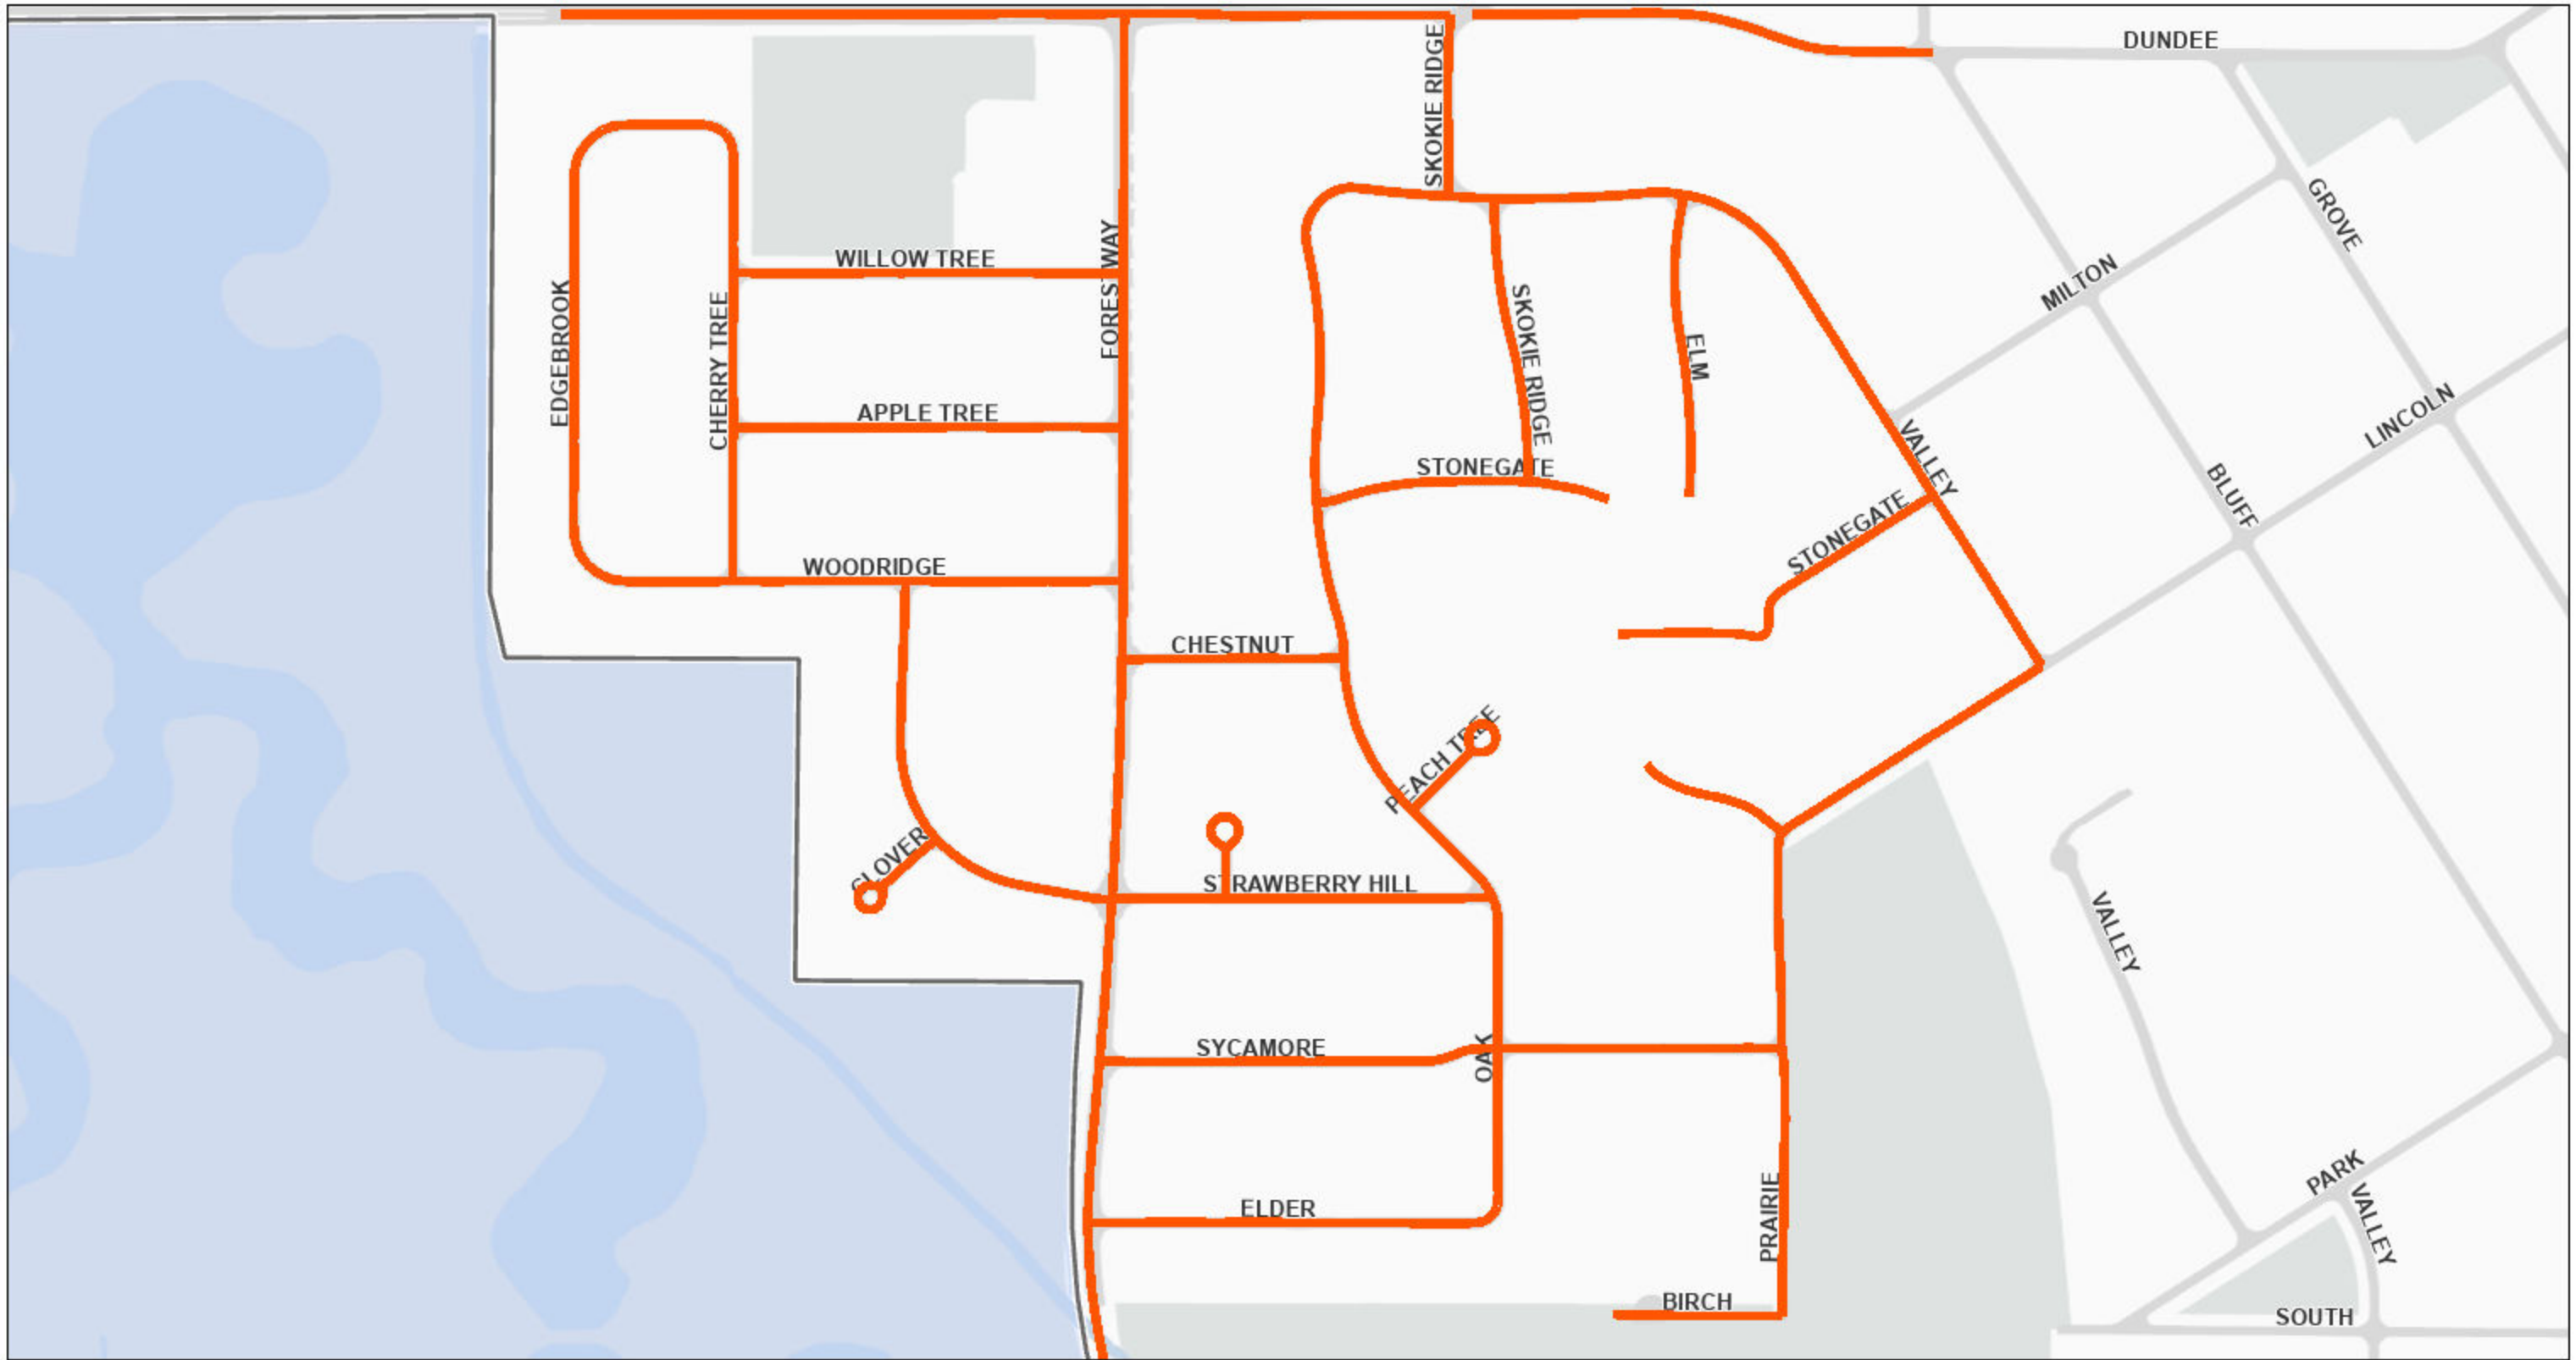 DUNDEE
SKOKIE RIDGE
GROVE
WILLOW TREE
FOREST WAY
MILTON
EDGEBROOK
CHERRY TREE
SKOKIE RIDGE
ELM
APPLE TREE
LINCOLN
VALLEY
STONEGATE
BLUFF
STONEGATE
WOODRIDGE
CHESTNUT
PEACH TREE
CLOVER
STRAWBERRY HILL
VALLEY
SYCAMORE
OAK
PARK
ELDER
PRAIRIE
VALLEY
BIRCH
SOUTH